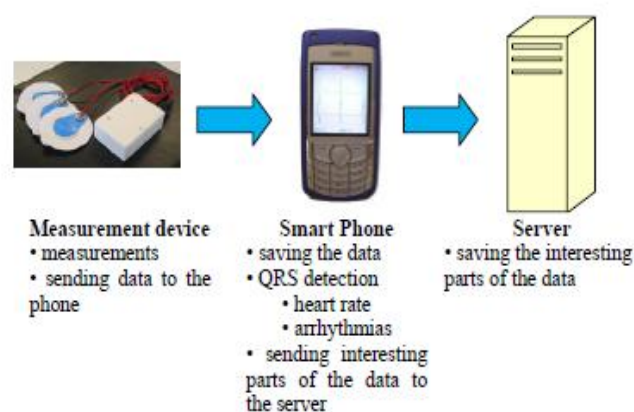 Measurement device
• measurements
• sending data to the
phone
Smart Phone
• saving the data
• QRS detection
• heart rate
• arrhythmias
• sending interesting
parts of the data to
the server
Server
• saving the interesting
parts of the data